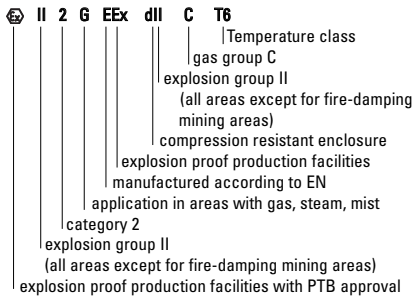 Ex II 2 G EEx dII C T6
Temperature class
gas group C
explosion group II
(all areas except for fire-damping
mining areas)
compression resistant enclosure
explosion proof production facilities
manufactured according to EN
application in areas with gas, steam, mist
category 2
explosion group II
(all areas except for fire-damping mining areas)
explosion proof production facilities with PTB approval